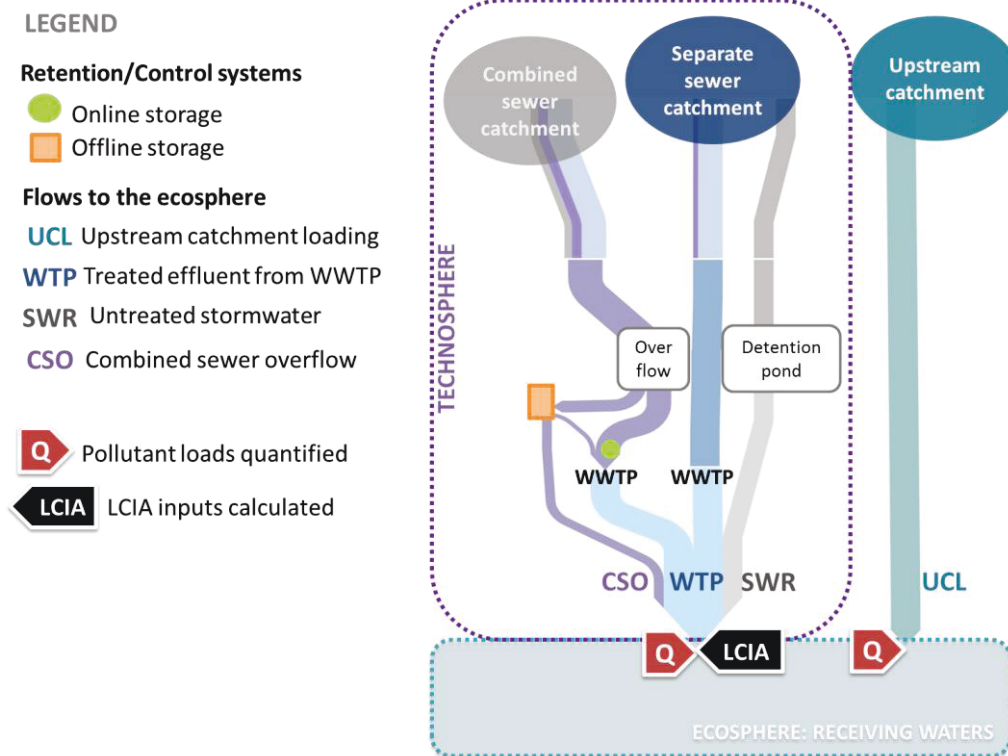 LEGEND
Retention/Control systems
Online storage
Offline storage
Flows to the ecosphere
UCL Upstream catchment loading
WTP Treated effluent from WWTP
SWR Untreated stormwater
CSO Combined sewer overflow
Q Pollutant loads quantified
LCIA LCIA inputs calculated
Combined
sewer
catchment
Separate
sewer
catchment
Upstream
catchment
TECHNOSPHERE
Over
flow
Detention
pond
WWTP
WWTP
CSO
WTP
SWR
UCL
Q
LCIA
Q
ECOSPHERE: RECEIVING WATERS